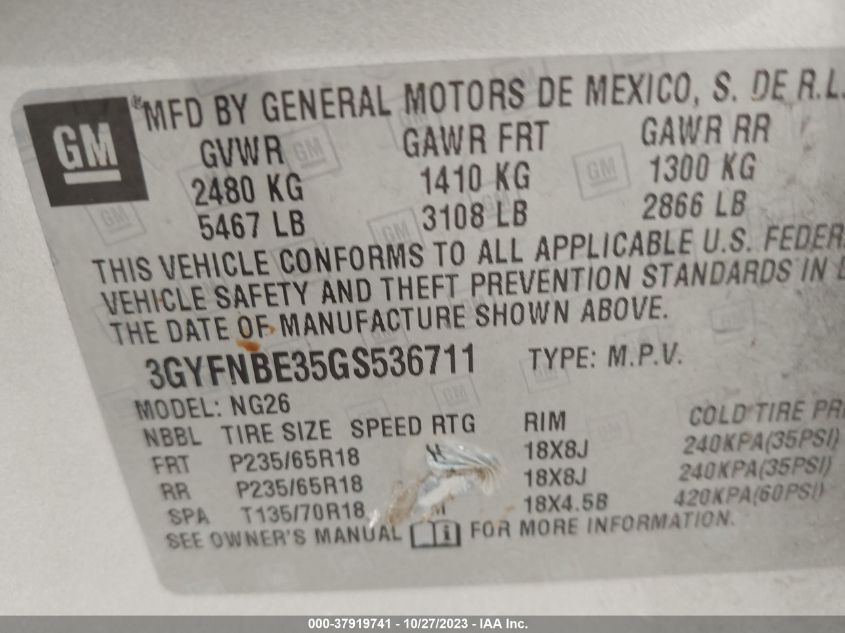 GM
MFD BY GENERAL MOTORS DE MEXICO, S. DE R.L.
GVWR GAWR FRT GAWR RR
2480 KG 1410 KG 1300 KG
5467 LB 3108 LB 2866 LB
THIS VEHICLE CONFORMS TO ALL APPLICABLE U.S. FEDER
VEHICLE SAFETY AND THEFT PREVENTION STANDARDS IN
THE DATE OF MANUFACTURE SHOWN ABOVE.
3GYFNBE35GS536711 TYPE: M.P.V.
MODEL: NG26
NBBL TIRE SIZE SPEED RTG RIM COLD TIRE PR
FRT P235/65R18 H 18X8J 240KPA(35PSI)
RR P235/65R18 18X8J 240KPA(35PSI)
SPA T135/70R18 M 18X4.5B 420KPA(60PSI)
SEE OWNER'S MANUAL FOR MORE INFORMATION.
000-37919741 - 10/27/2023 - IAA Inc.